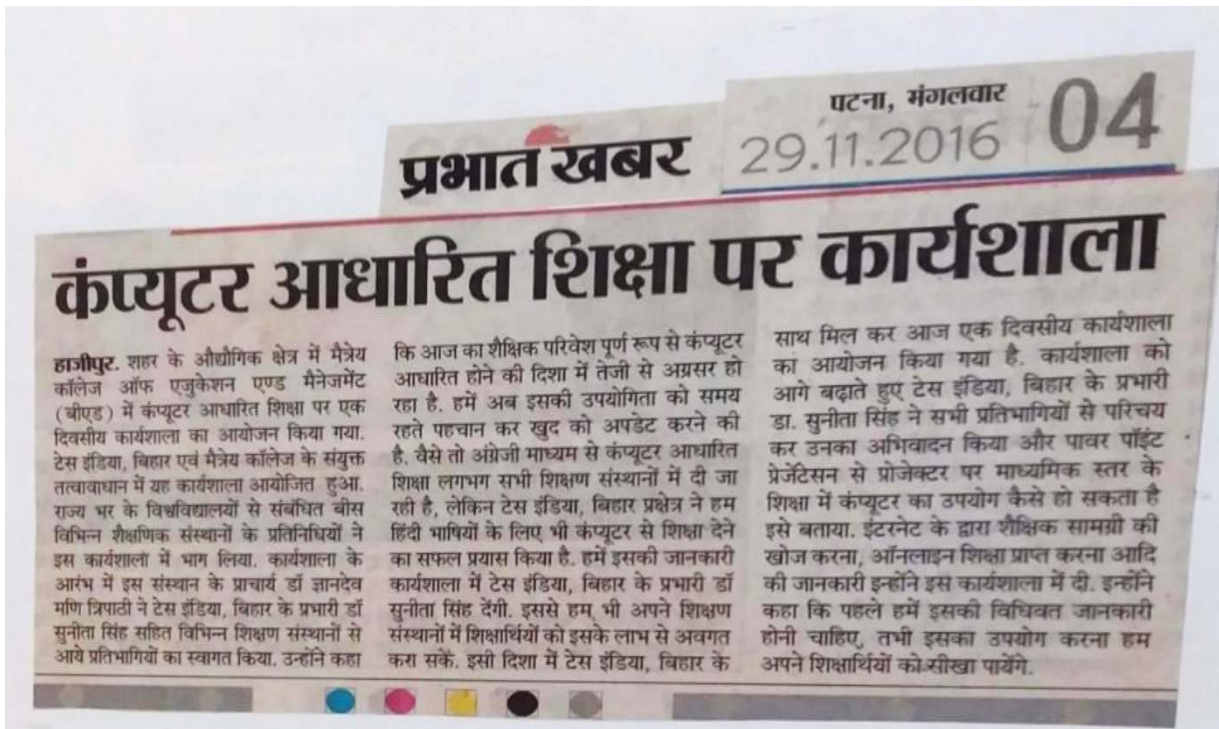 पटना, मंगलवार
29.11.2016
04
प्रभात खबर
कंप्यूटर आधारित शिक्षा पर कार्यशाला
हाजीपुर. शहर के औद्योगिक क्षेत्र में मैत्रेय
कॉलेज ऑफ एजुकेशन एण्ड मैनेजमेंट
(बीएड) में कंप्यूटर आधारित शिक्षा पर एक
दिवसीय कार्यशाला का आयोजन किया गया.
टेस इंडिया, बिहार एवं मैत्रेय कॉलेज के संयुक्त
तत्वावाधान में यह कार्यशाला आयोजित हुआ.
राज्य भर के विश्वविद्यालयों से संबंधित बीस
विभिन्न शैक्षणिक संस्थानों के प्रतिनिधियों ने
इस कार्यशाला में भाग लिया. कार्यशाला के
आरंभ में इस संस्थान के प्राचार्य डॉ ज्ञानदेव
मणि त्रिपाठी ने टेस इंडिया, बिहार के प्रभारी डॉ
सुनीता सिंह सहित विभिन्न शिक्षण संस्थानों से
आये प्रतिभागियों का स्वागत किया. उन्होंने कहा
कि आज का शैक्षिक परिवेश पूर्ण रूप से कंप्यूटर
आधारित होने की दिशा में तेजी से अग्रसर हो
रहा है. हमें अब इसकी उपयोगिता को समय
रहते पहचान कर खुद को अपडेट करने की
है. वैसे तो अंग्रेजी माध्यम से कंप्यूटर आधारित
शिक्षा लगभग सभी शिक्षण संस्थानों में दी जा
रही है, लेकिन टेस इंडिया, बिहार प्रक्षेत्र ने हम
हिंदी भाषियों के लिए भी कंप्यूटर से शिक्षा देने
का सफल प्रयास किया है. हमें इसकी जानकारी
कार्यशाला में टेस इंडिया, बिहार के प्रभारी डॉ
सुनीता सिंह देंगी. इससे हम भी अपने शिक्षण
संस्थानों में शिक्षार्थियों को इसके लाभ से अवगत
करा सकें. इसी दिशा में टेस इंडिया, बिहार के
साथ मिल कर आज एक दिवसीय कार्यशाला
का आयोजन किया गया है. कार्यशाला को
आगे बढ़ाते हुए टेस इंडिया, बिहार के प्रभारी
डा. सुनीता सिंह ने सभी प्रतिभागियों से परिचय
कर उनका अभिवादन किया और पावर पॉइंट
प्रेजेंटेसन से प्रोजेक्टर पर माध्यमिक स्तर के
शिक्षा में कंप्यूटर का उपयोग कैसे हो सकता है
इसे बताया. इंटरनेट के द्वारा शैक्षिक सामग्री की
खोज करना, ऑनलाइन शिक्षा प्राप्त करना आदि
की जानकारी इन्होंने इस कार्यशाला में दी. इन्होंने
कहा कि पहले हमें इसकी विधिवत जानकारी
होनी चाहिए, तभी इसका उपयोग करना हम
अपने शिक्षार्थियों को सीखा पायेंगे.